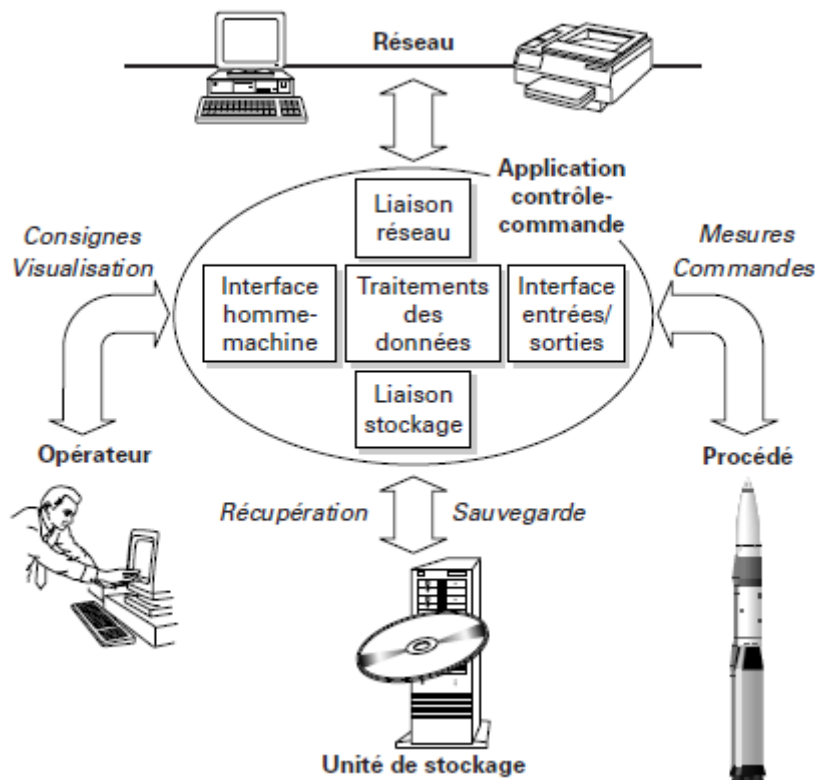 Réseau
Application
contrôle-
commande
Liaison
réseau
Consignes
Visualisation
Mesures
Commandes
Interface
homme-
machine
Traitements
des
données
Interface
entrées/
sorties
Liaison
stockage
Opérateur
Procédé
Récupération
Sauvegarde
Unité de stockage